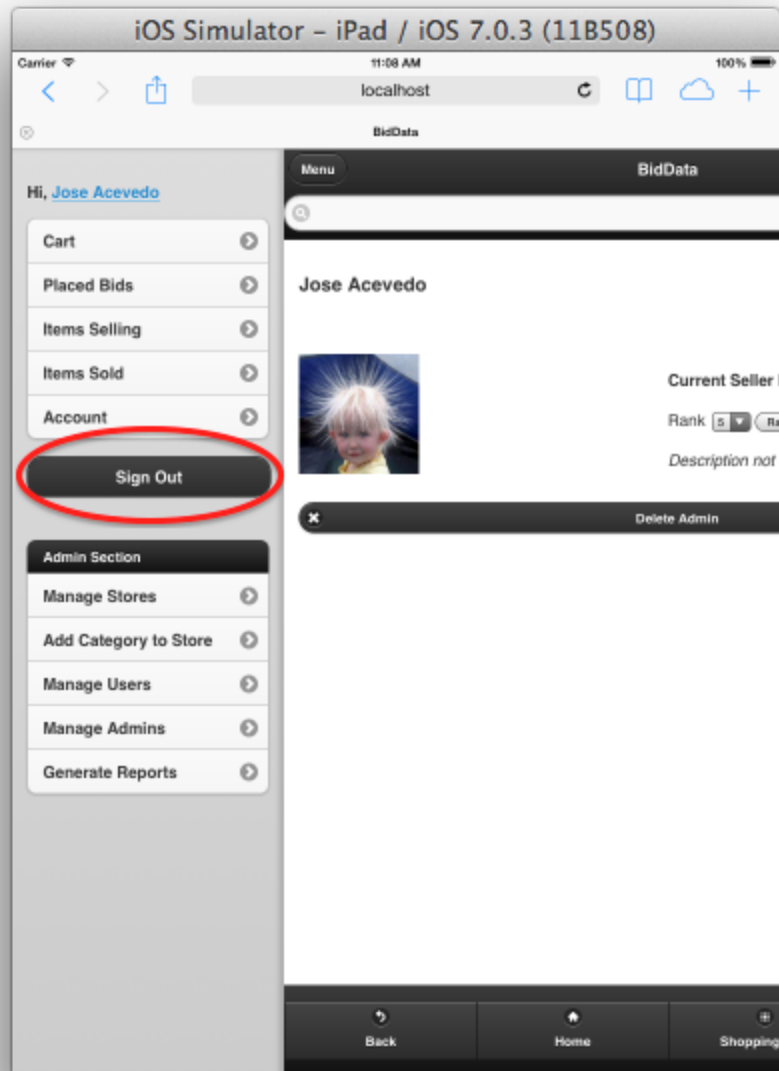 iOS Simulator – iPad / iOS 7.0.3 (11B508)
Carrier 11:08 AM 100%
localhost
BidData
Hi, Jose Acevedo
Cart
Placed Bids
Items Selling
Items Sold
Account
Sign Out
Admin Section
Manage Stores
Add Category to Store
Manage Users
Manage Admins
Generate Reports
Menu BidData
Jose Acevedo
Current Seller
Rank 5
Description not
Delete Admin
Back Home Shopping